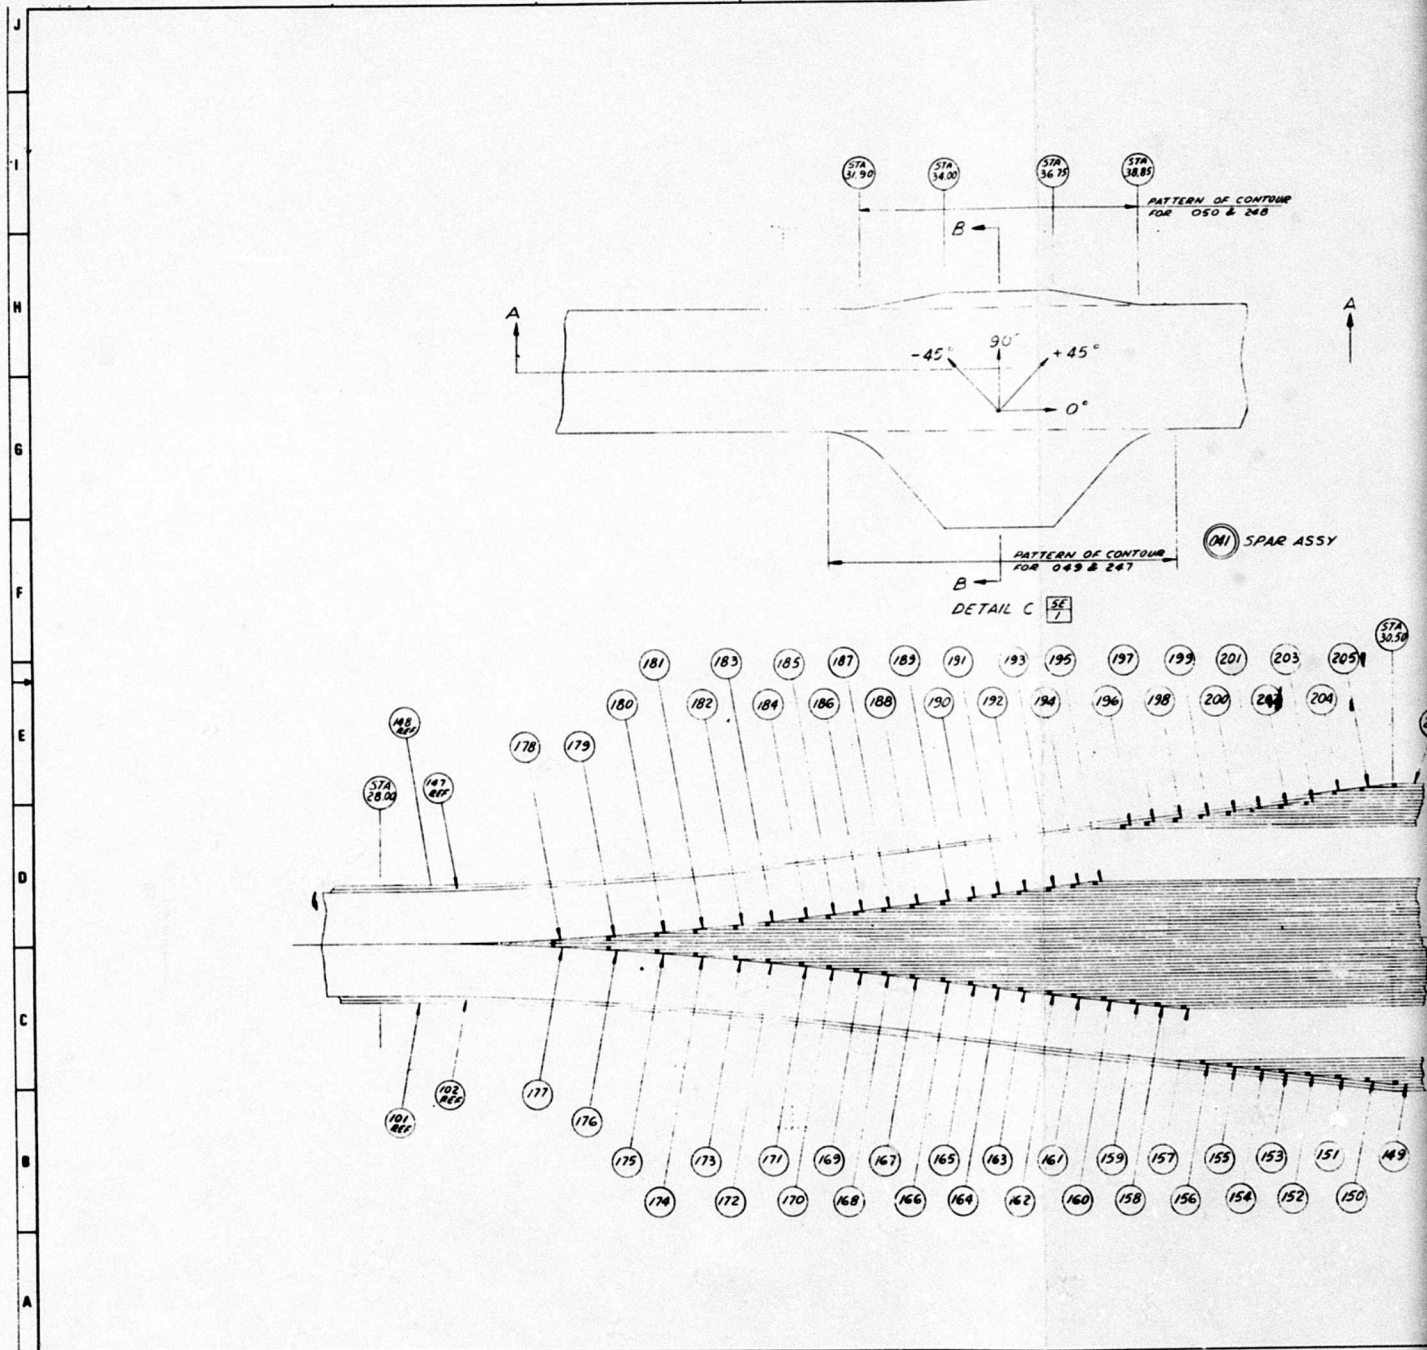 J
I
H
G
F
E
D
C
B
A
STA
31.90
STA
34.00
STA
36.75
STA
38.85
PATTERN OF CONTOUR
FOR 050 & 248
B
A
A
-45°
90°
+45°
0°
041 SPAR ASSY
PATTERN OF CONTOUR
FOR 049 & 247
B
DETAIL C
SE
1
STA
30.50
181 183 185 187 189 191 193 195 197 199 201 203 205
180 182 184 186 188 190 192 194 196 198 200 204
148
REF
178 179
STA
28.00
147
REF
101
REF
102
REF
177
176
175 173 171 169 167 165 163 161 159 157 155 153 151 149
174 172 170 168 166 164 162 160 158 156 154 152 150